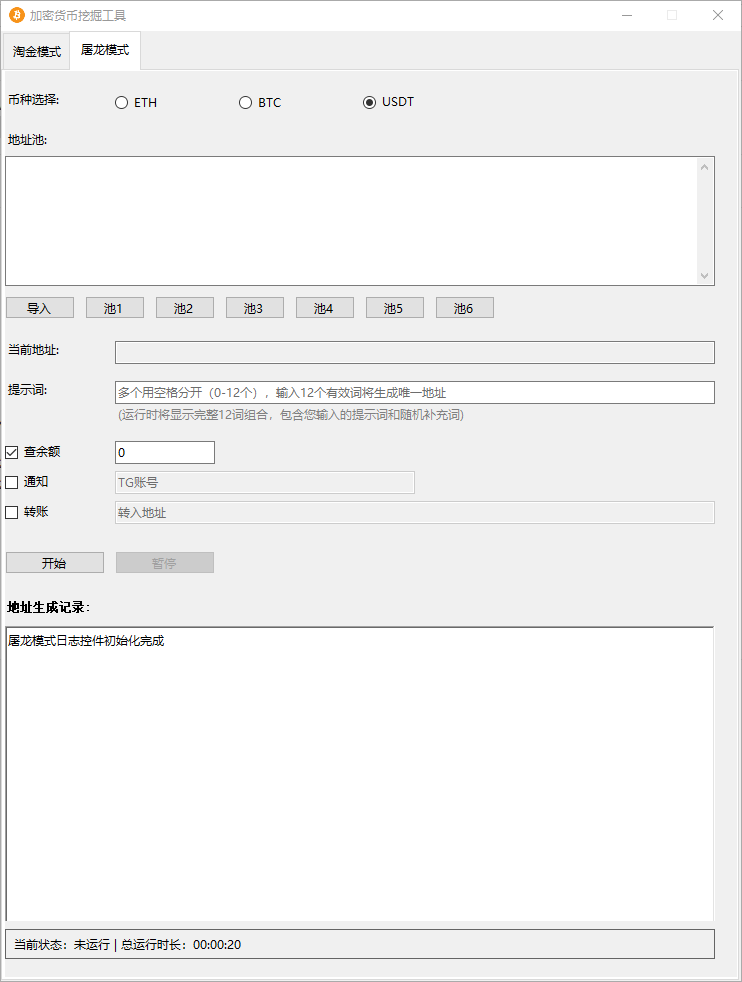 加密货币挖掘工具
淘金模式 屠龙模式
币种选择: ETH BTC USDT
地址池:
导入 池1 池2 池3 池4 池5 池6
当前地址:
提示词: 多个用空格分开（0-12个），输入12个有效词将生成唯一地址
(运行时将显示完整12词组合，包含您输入的提示词和随机补充词)
查余额 0
通知 TG账号
转账 转入地址
开始 暂停
地址生成记录:
屠龙模式日志控件初始化完成
当前状态：未运行 | 总运行时长：00:00:20